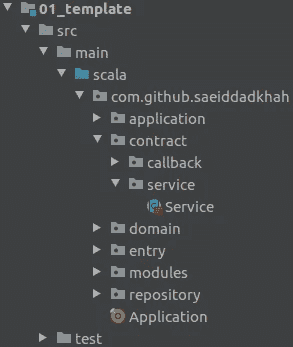 01_template
src
main
scala
com.github.saeiddadkhah
application
contract
callback
service
Service
domain
entry
modules
repository
Application
test